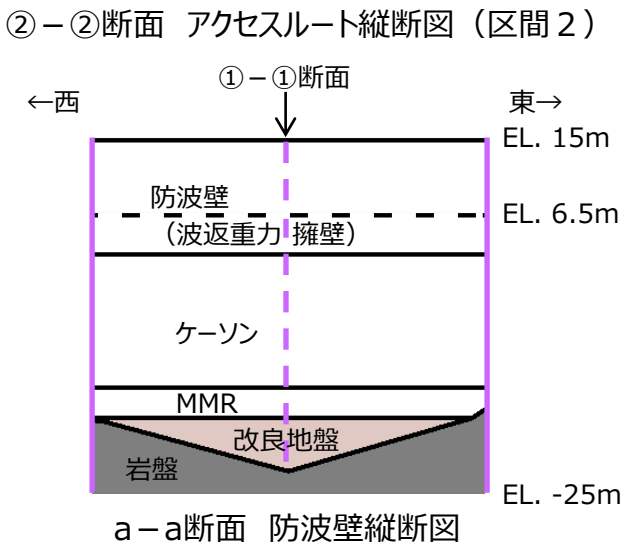 ②－②断面 アクセスルート縦断図（区間２）
①－①断面
←西
東→
EL. 15m
防波壁
EL. 6.5m
（波返重力 擁壁）
ケーソン
MMR
改良地盤
岩盤
EL. -25m
a－a断面 防波壁縦断図